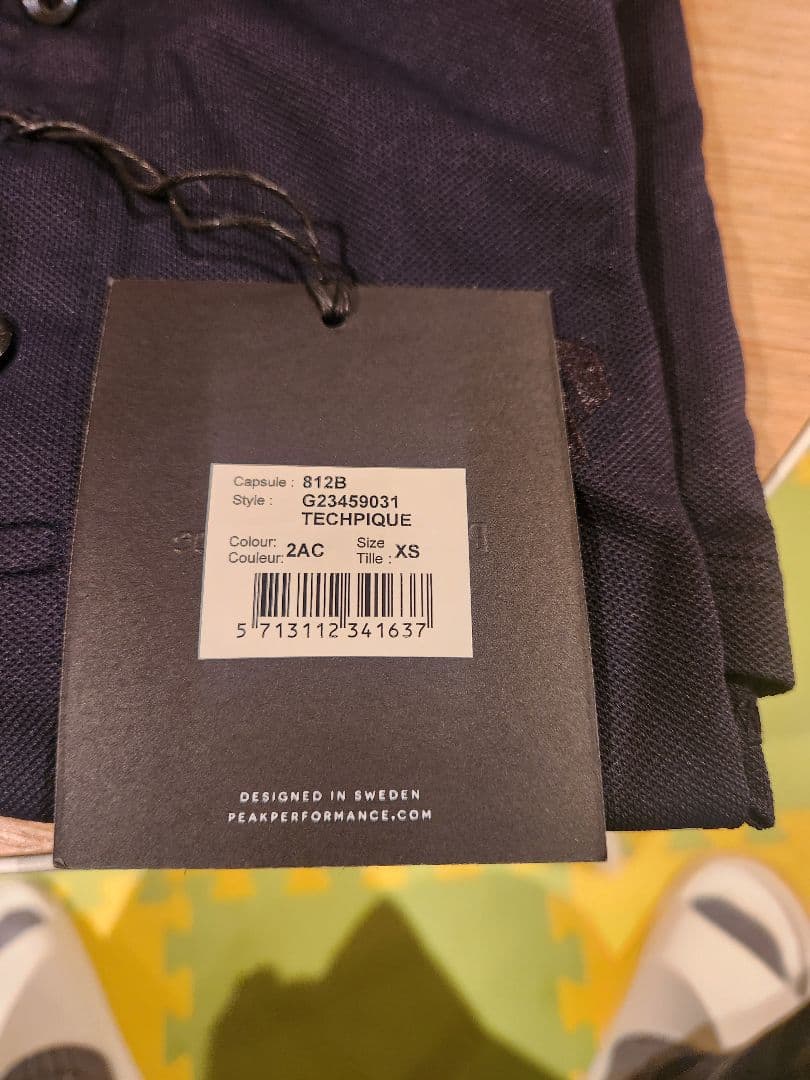 Capsule : 812B
Style : G23459031
TECHPIQUE
Colour: Size
Couleur: 2AC Tille : XS
5 713112 341637
DESIGNED IN SWEDEN
PEAKPERFORMANCE.COM